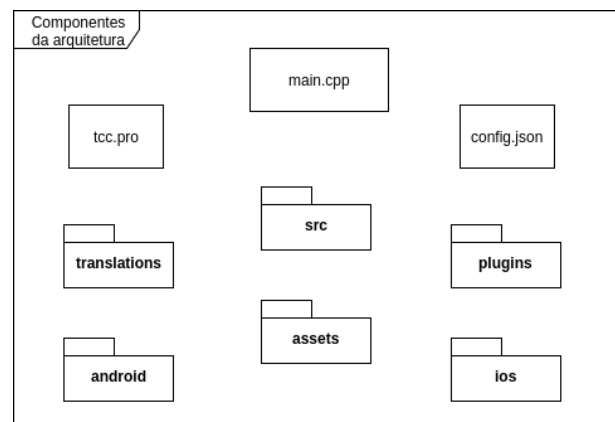 Componentes
da arquitetura
main.cpp
tcc.pro
config.json
src
translations
plugins
assets
android
ios